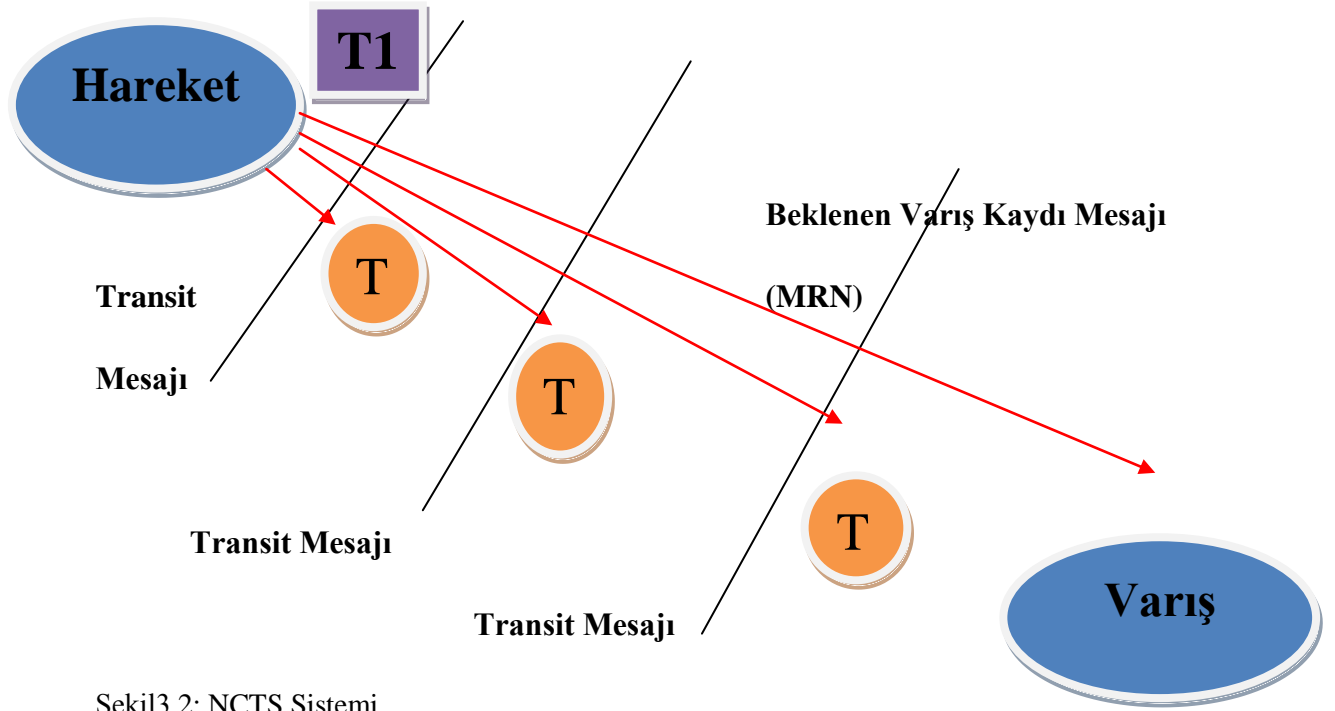 T1
Hareket
Beklenen Varış Kaydı Mesajı
T
Transit
(MRN)
Mesajı
T
Transit Mesajı
T
Varış
Transit Mesajı
Şekil3.2: NCTS Sistemi